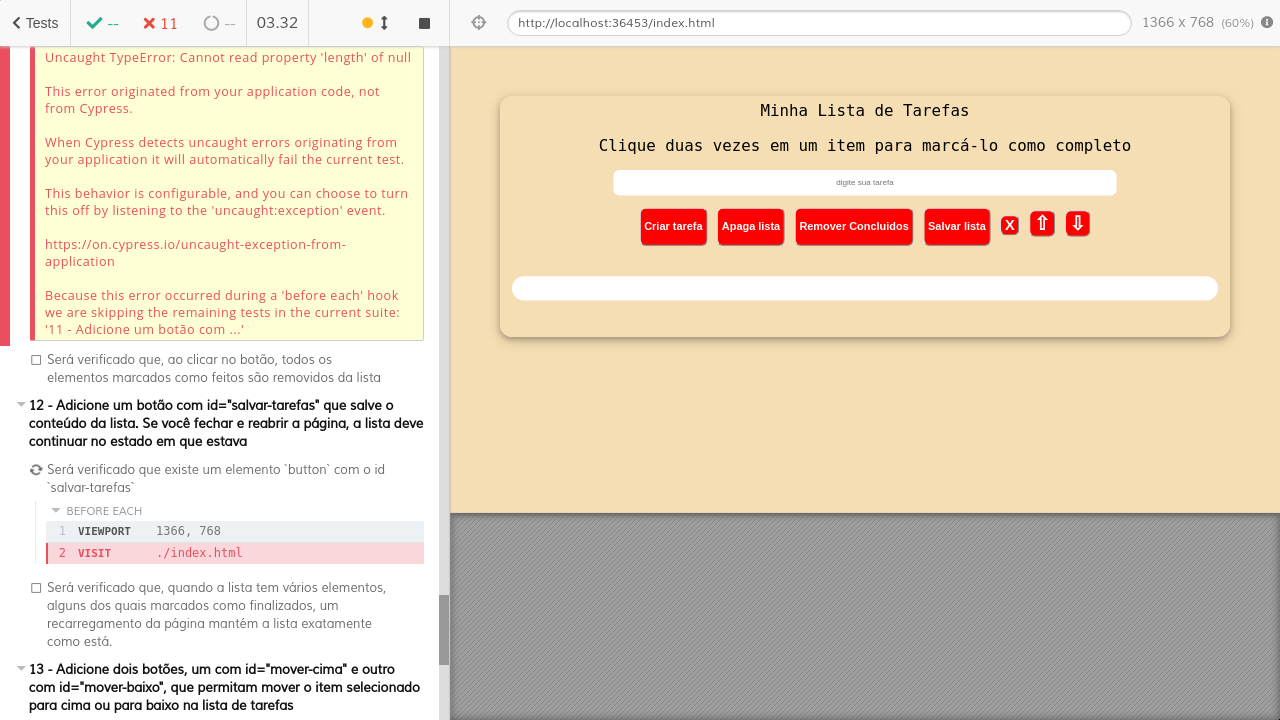 Tests
--
11
--
03.32
http://localhost:36453/index.html
1366 x 768 (60%)
Uncaught TypeError: Cannot read property 'length' of null
This error originated from your application code, not
from Cypress.
When Cypress detects uncaught errors originating from
your application it will automatically fail the current test.
This behavior is configurable, and you can choose to turn
this off by listening to the 'uncaught:exception' event.
https://on.cypress.io/uncaught-exception-from-
application
Because this error occurred during a 'before each' hook
we are skipping the remaining tests in the current suite:
'11 - Adicione um botão com ...'
Será verificado que, ao clicar no botão, todos os
elementos marcados como feitos são removidos da lista
12 - Adicione um botão com id="salvar-tarefas" que salve o
conteúdo da lista. Se você fechar e reabrir a página, a lista deve
continuar no estado em que estava
Será verificado que existe um elemento `button` com o id
`salvar-tarefas`
BEFORE EACH
1 VIEWPORT 1366, 768
2 VISIT ./index.html
Será verificado que, quando a lista tem vários elementos,
alguns dos quais marcados como finalizados, um
recarregamento da página mantém a lista exatamente
como está.
13 - Adicione dois botões, um com id="mover-cima" e outro
com id="mover-baixo", que permitam mover o item selecionado
para cima ou para baixo na lista de tarefas
Minha Lista de Tarefas
Clique duas vezes em um item para marcá-lo como completo
digite sua tarefa
Criar tarefa
Apaga lista
Remover Concluidos
Salvar lista
X
⇧
⇩